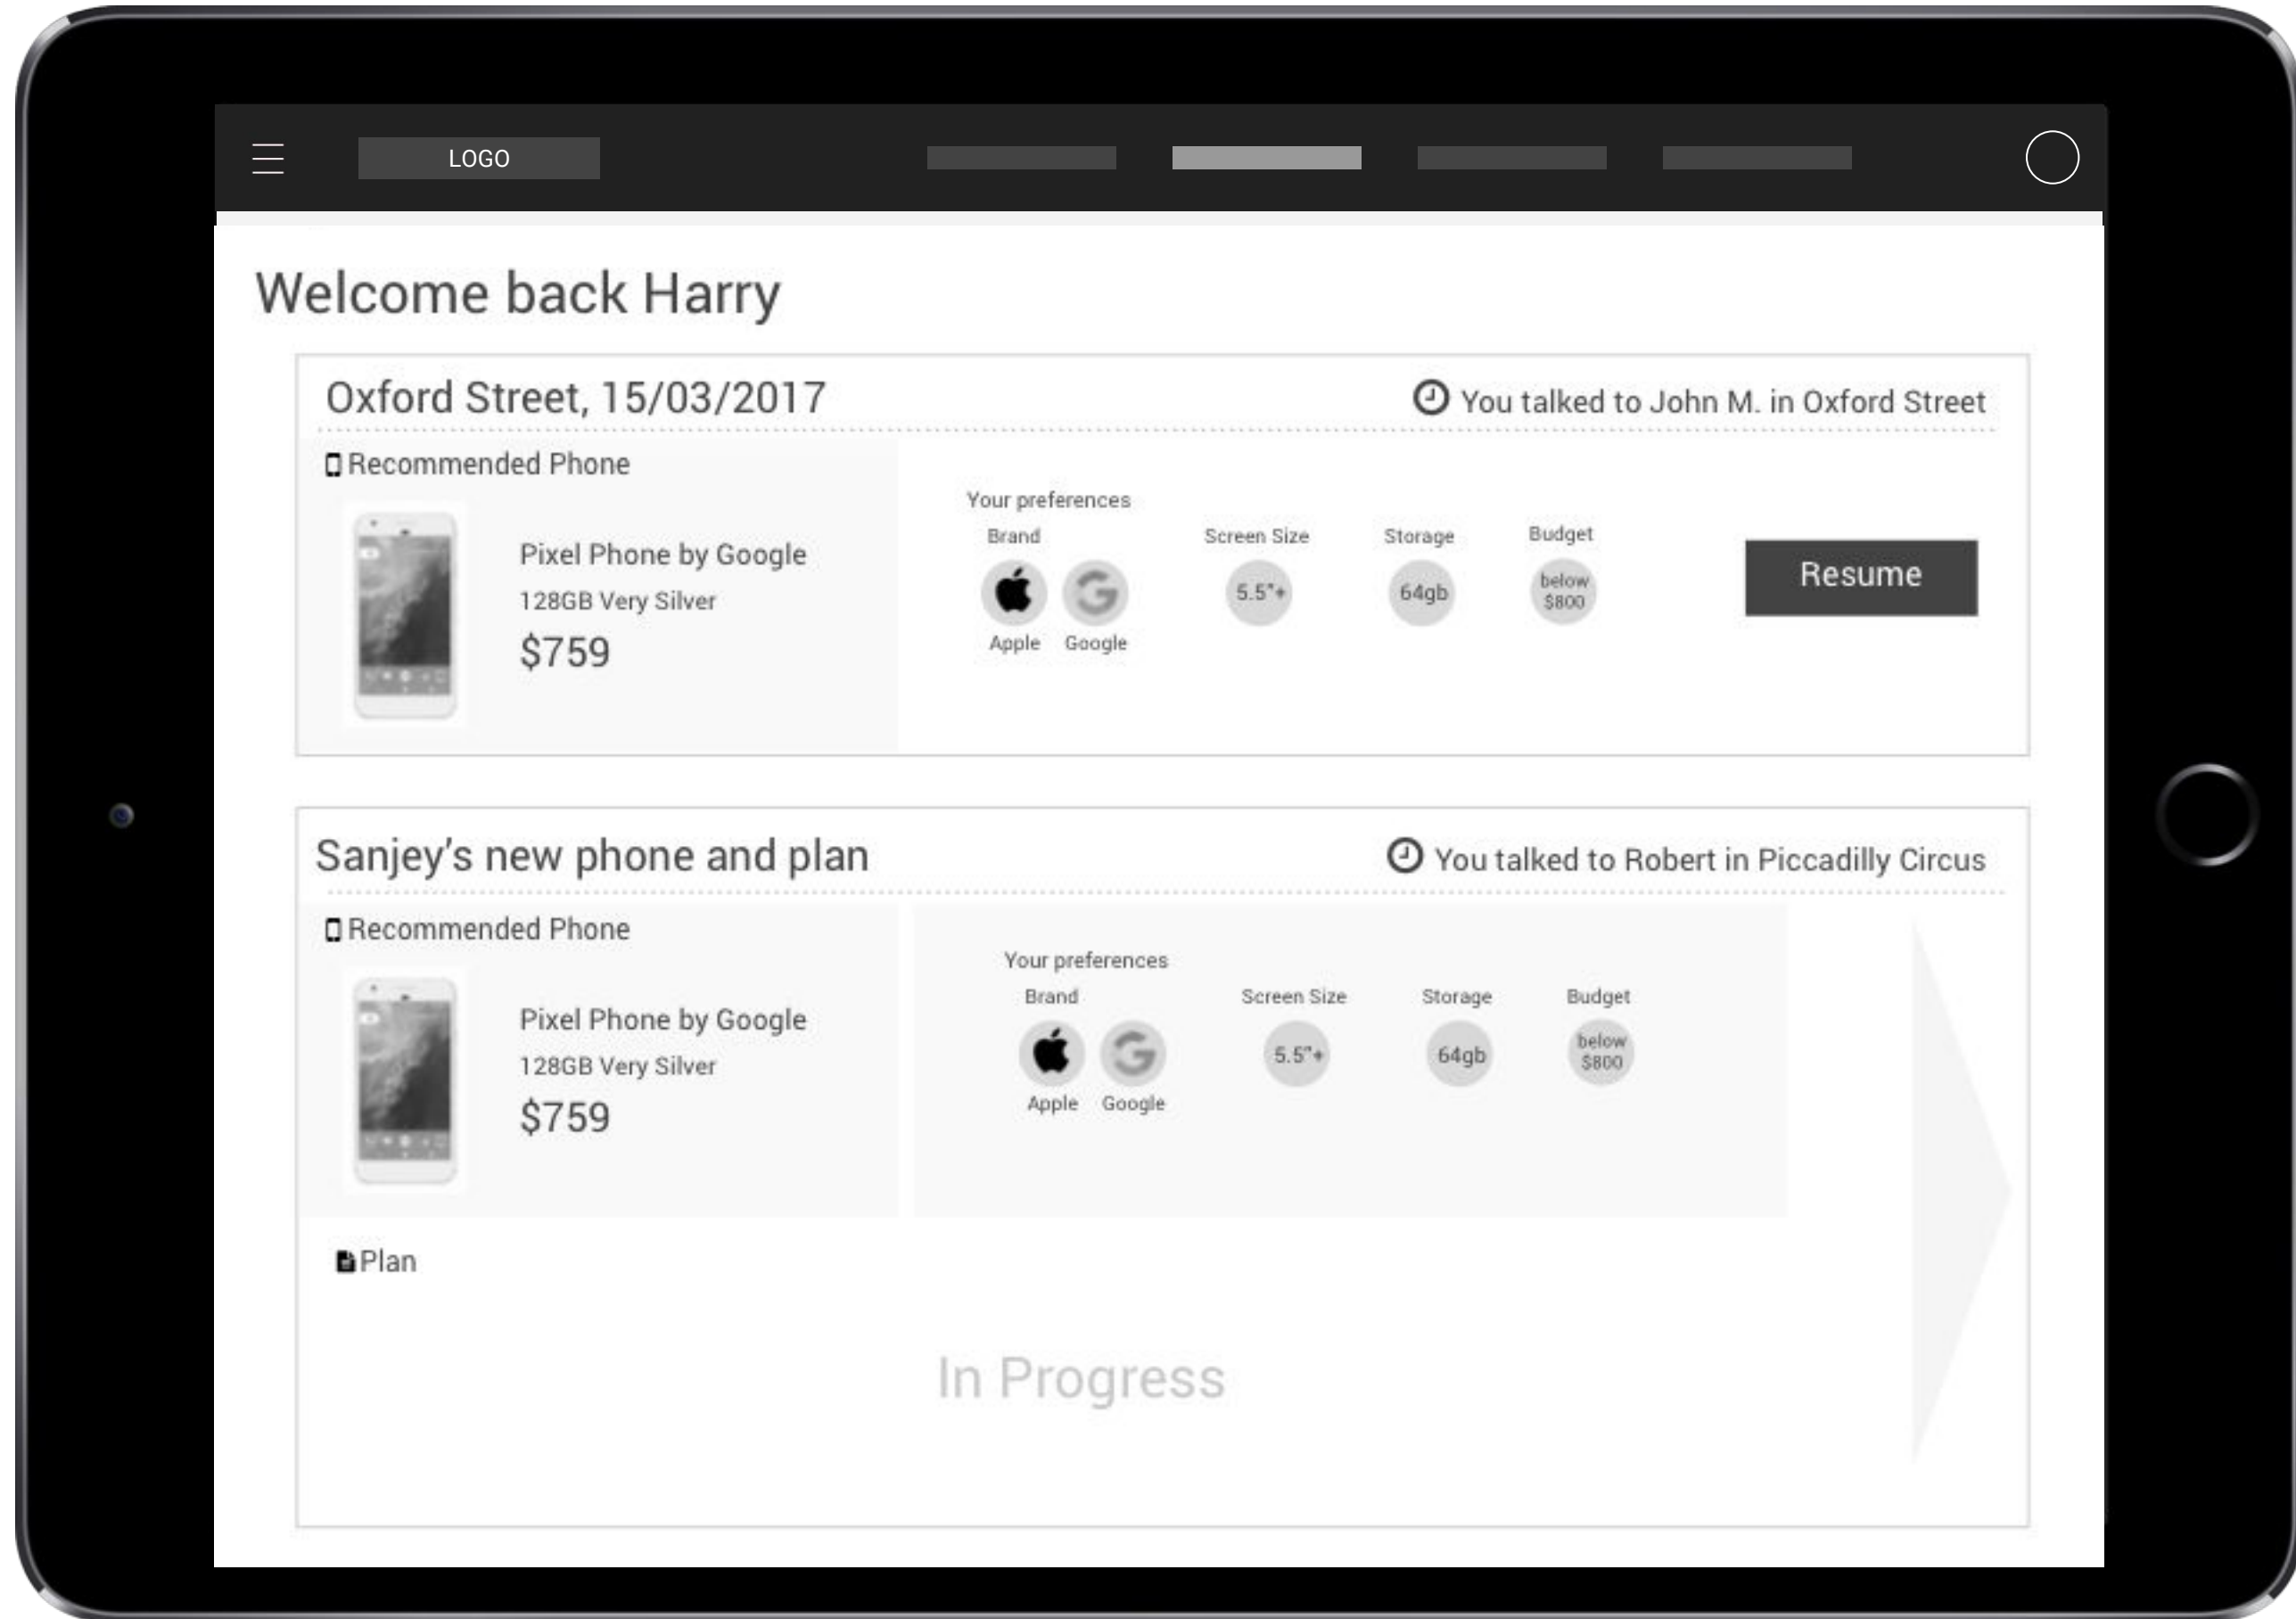 LOGO
Welcome back Harry
Oxford Street, 15/03/2017
You talked to John M. in Oxford Street
Recommended Phone
Pixel Phone by Google
128GB Very Silver
$759
Your preferences
Brand
Apple
Google
Screen Size
5.5"+
Storage
64gb
Budget
below
$800
Resume
Sanjey's new phone and plan
You talked to Robert in Piccadilly Circus
Recommended Phone
Pixel Phone by Google
128GB Very Silver
$759
Your preferences
Brand
Apple
Google
Screen Size
5.5"+
Storage
64gb
Budget
below
$800
Plan
In Progress